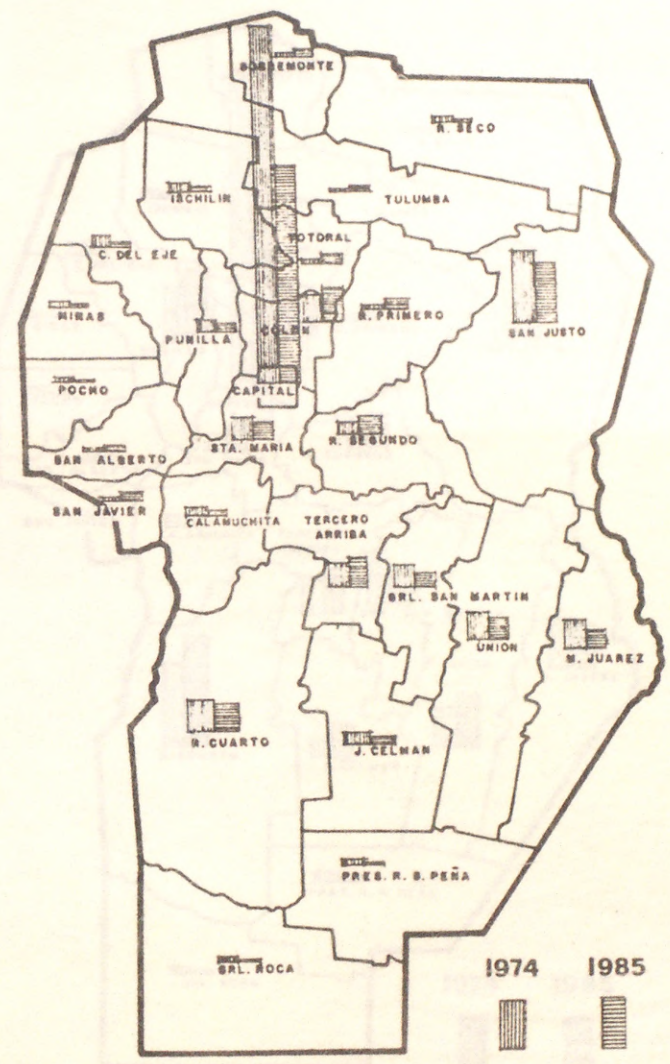 SOBREMONTE
R. SECO
ISCHILIN
TULUMBA
TOTORAL
C. DEL EJE
MINAS
PUNILLA
COLON
R. PRIMERO
SAN JUSTO
POCHO
CAPITAL
SAN ALBERTO
STA. MARIA
R. SEGUNDO
SAN JAVIER
CALAMUCHITA
TERCERO
ARRIBA
GRL. SAN MARTIN
UNION
M. JUAREZ
R. CUARTO
J. CELMAN
PRES. R. S. PEÑA
GRL. ROCA
1974
1985